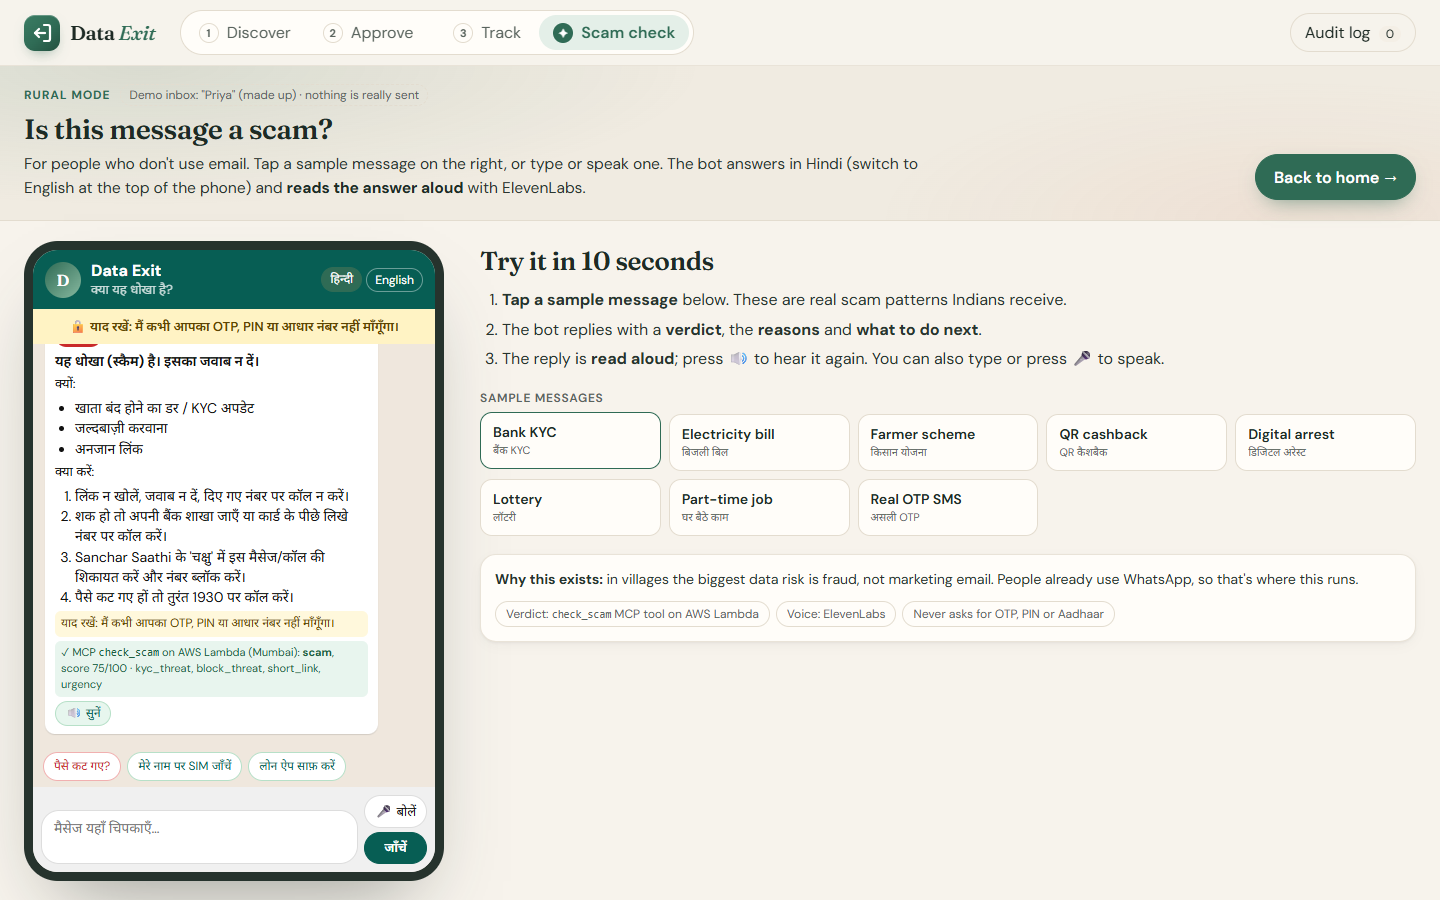 Data Exit
1 Discover
2 Approve
3 Track
Scam check
Audit log 0
RURAL MODE
Demo inbox: "Priya" (made up) · nothing is really sent
Is this message a scam?
For people who don't use email. Tap a sample message on the right, or type or speak one. The bot answers in Hindi (switch to
English at the top of the phone) and reads the answer aloud with ElevenLabs.
Back to home →
D
Data Exit
क्या यह धोखा है?
हिन्दी
English
याद रखें: मैं कभी आपका OTP, PIN या आधार नंबर नहीं माँगूँगा।
यह धोखा (स्कैम) है। इसका जवाब न दें।
क्यों:
• खाता बंद होने का डर / KYC अपडेट
• जल्दबाज़ी करवाना
• अनजान लिंक
क्या करें:
1. लिंक न खोलें, जवाब न दें, दिए गए नंबर पर कॉल न करें।
2. शक हो तो अपनी बैंक शाखा जाएँ या कार्ड के पीछे लिखे
नंबर पर कॉल करें।
3. Sanchar Saathi के 'चक्षु' में इस मैसेज/कॉल की
शिकायत करें और नंबर ब्लॉक करें।
4. पैसे कट गए हों तो तुरंत 1930 पर कॉल करें।
याद रखें: मैं कभी आपका OTP, PIN या आधार नंबर नहीं माँगूँगा।
✓ MCP check_scam on AWS Lambda (Mumbai): scam,
score 75/100 · kyc_threat, block_threat, short_link,
urgency
सुनें
पैसे कट गए?
मेरे नाम पर SIM जाँचें
लोन ऐप साफ़ करें
मैसेज यहाँ चिपकाएँ...
बोलें
जाँचें
Try it in 10 seconds
1. Tap a sample message below. These are real scam patterns Indians receive.
2. The bot replies with a verdict, the reasons and what to do next.
3. The reply is read aloud; press 🔊 to hear it again. You can also type or press 🎤 to speak.
SAMPLE MESSAGES
Bank KYC
बैंक KYC
Electricity bill
बिजली बिल
Farmer scheme
किसान योजना
QR cashback
QR कैशबैक
Digital arrest
डिजिटल अरेस्ट
Lottery
लॉटरी
Part-time job
घर बैठे काम
Real OTP SMS
असली OTP
Why this exists: in villages the biggest data risk is fraud, not marketing email. People already use WhatsApp, so that's where this runs.
Verdict: check_scam MCP tool on AWS Lambda
Voice: ElevenLabs
Never asks for OTP, PIN or Aadhaar